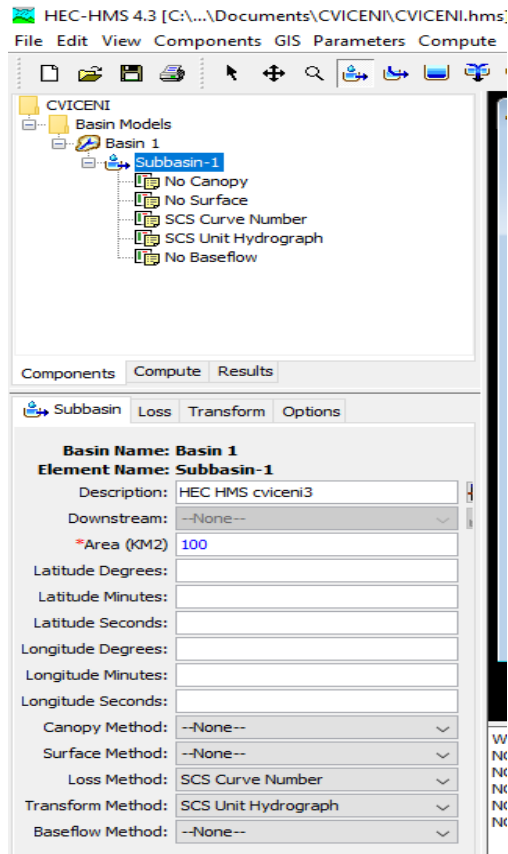 HEC-HMS 4.3 [C:\...\Documents\CVICENI\CVICENI.hms]
File Edit View Components GIS Parameters Compute
CVICENI
Basin Models
Basin 1
Subbasin-1
No Canopy
No Surface
SCS Curve Number
SCS Unit Hydrograph
No Baseflow
Components Compute Results
Subbasin Loss Transform Options
Basin Name: Basin 1
Element Name: Subbasin-1
Description: HEC HMS cviceni3
Downstream: --None--
*Area (KM2) 100
Latitude Degrees:
Latitude Minutes:
Latitude Seconds:
Longitude Degrees:
Longitude Minutes:
Longitude Seconds:
Canopy Method: --None--
Surface Method: --None--
Loss Method: SCS Curve Number
Transform Method: SCS Unit Hydrograph
Baseflow Method: --None--